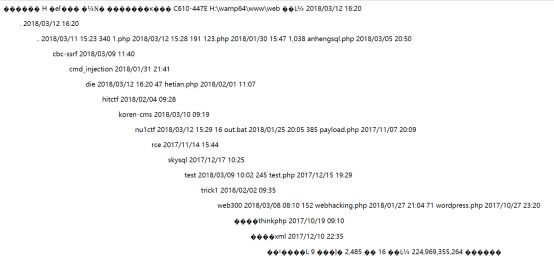 ������ H �еľ��� �¼Ӿ� �������к��� C610-447E H:\wamp64\www\web ��Ŀ¼ 2018/03/12 16:20
. 2018/03/12 16:20
.. 2018/03/11 15:23 340 1.php 2018/03/12 15:28 191 123.php 2018/01/30 15:47 1,038 anhengsql.php 2018/03/05 20:50
cbc-ssrf 2018/03/09 11:40
cmd_injection 2018/01/31 21:41
die 2018/03/12 16:20 47 hetian.php 2018/02/01 11:07
hitctf 2018/02/04 09:28
koren-cms 2018/03/10 09:19
nu1ctf 2018/03/12 15:29 16 out.bat 2018/01/25 20:05 385 payload.php 2017/11/07 20:09
rce 2017/11/14 15:44
skysql 2017/12/17 10:25
test 2018/03/09 10:02 245 test.php 2017/12/15 19:29
trick1 2018/02/02 09:35
web300 2018/03/08 08:10 152 webhacking.php 2018/01/27 21:04 71 wordpress.php 2017/10/27 23:20
����thinkphp 2017/10/19 09:10
����xml 2017/12/10 22:35
9 2,485 16 224,969,355,264